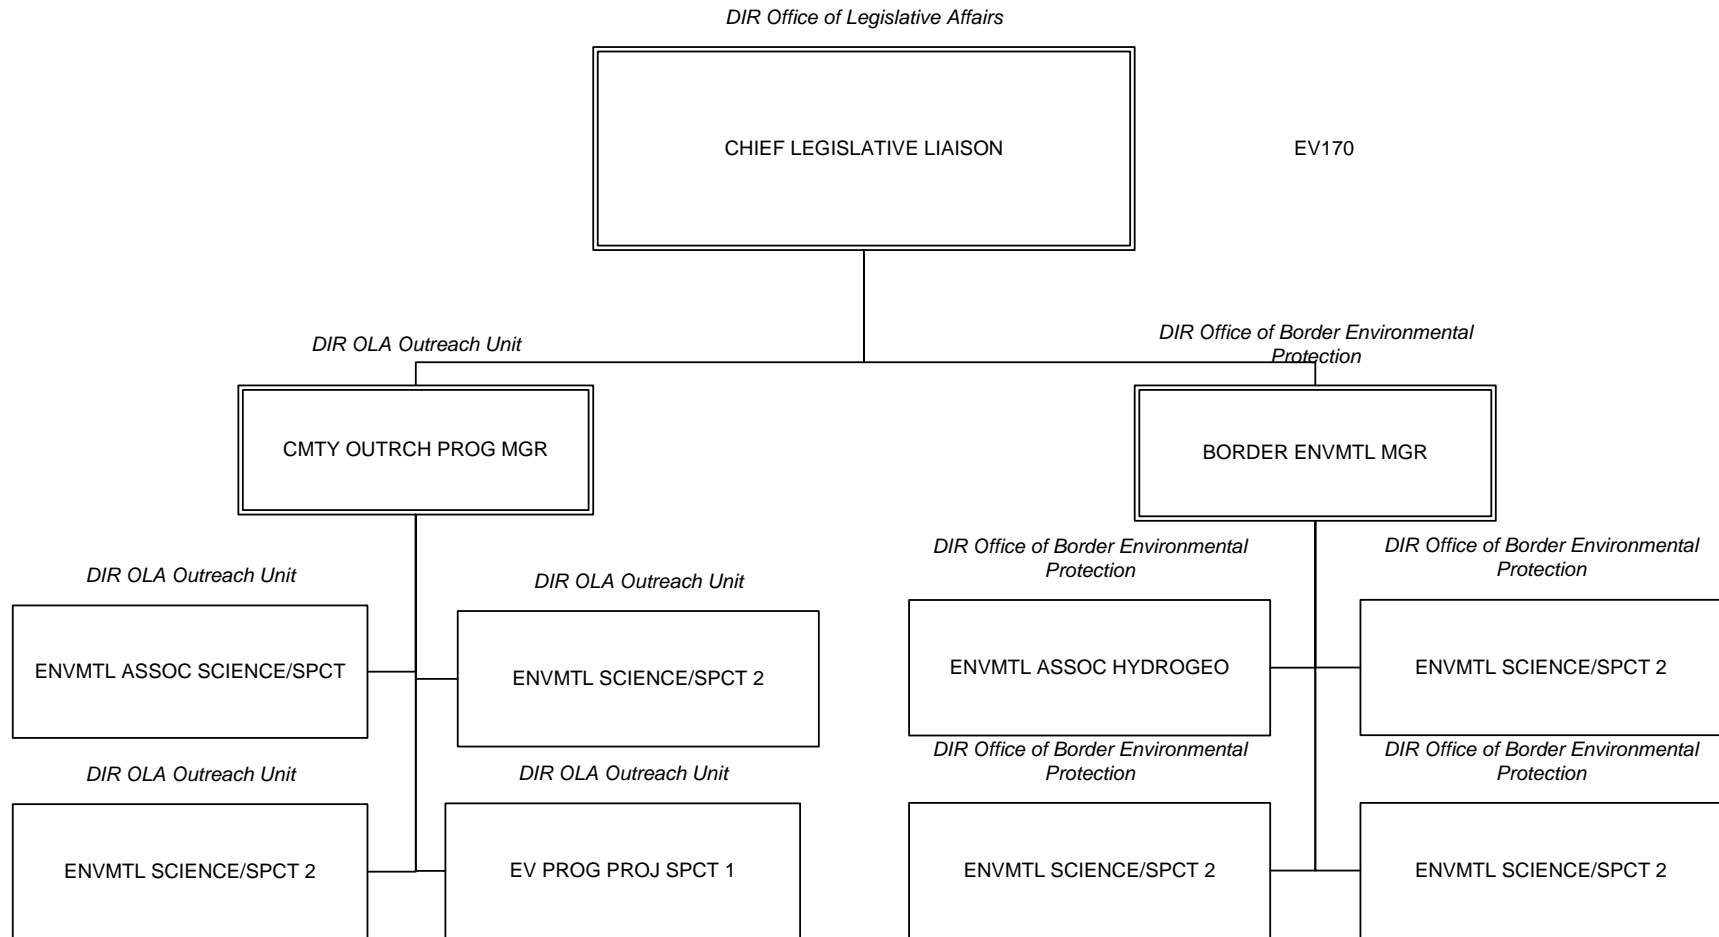 DIR Office of Legislative Affairs
CHIEF LEGISLATIVE LIAISON
EV170
DIR OLA Outreach Unit
DIR Office of Border Environmental
Protection
CMTY OUTRCH PROG MGR
BORDER ENVMTL MGR
DIR OLA Outreach Unit
DIR OLA Outreach Unit
DIR Office of Border Environmental
Protection
DIR Office of Border Environmental
Protection
ENVMTL ASSOC SCIENCE/SPCT
ENVMTL SCIENCE/SPCT 2
ENVMTL ASSOC HYDROGEO
ENVMTL SCIENCE/SPCT 2
DIR OLA Outreach Unit
DIR OLA Outreach Unit
DIR Office of Border Environmental
Protection
DIR Office of Border Environmental
Protection
ENVMTL SCIENCE/SPCT 2
EV PROG PROJ SPCT 1
ENVMTL SCIENCE/SPCT 2
ENVMTL SCIENCE/SPCT 2